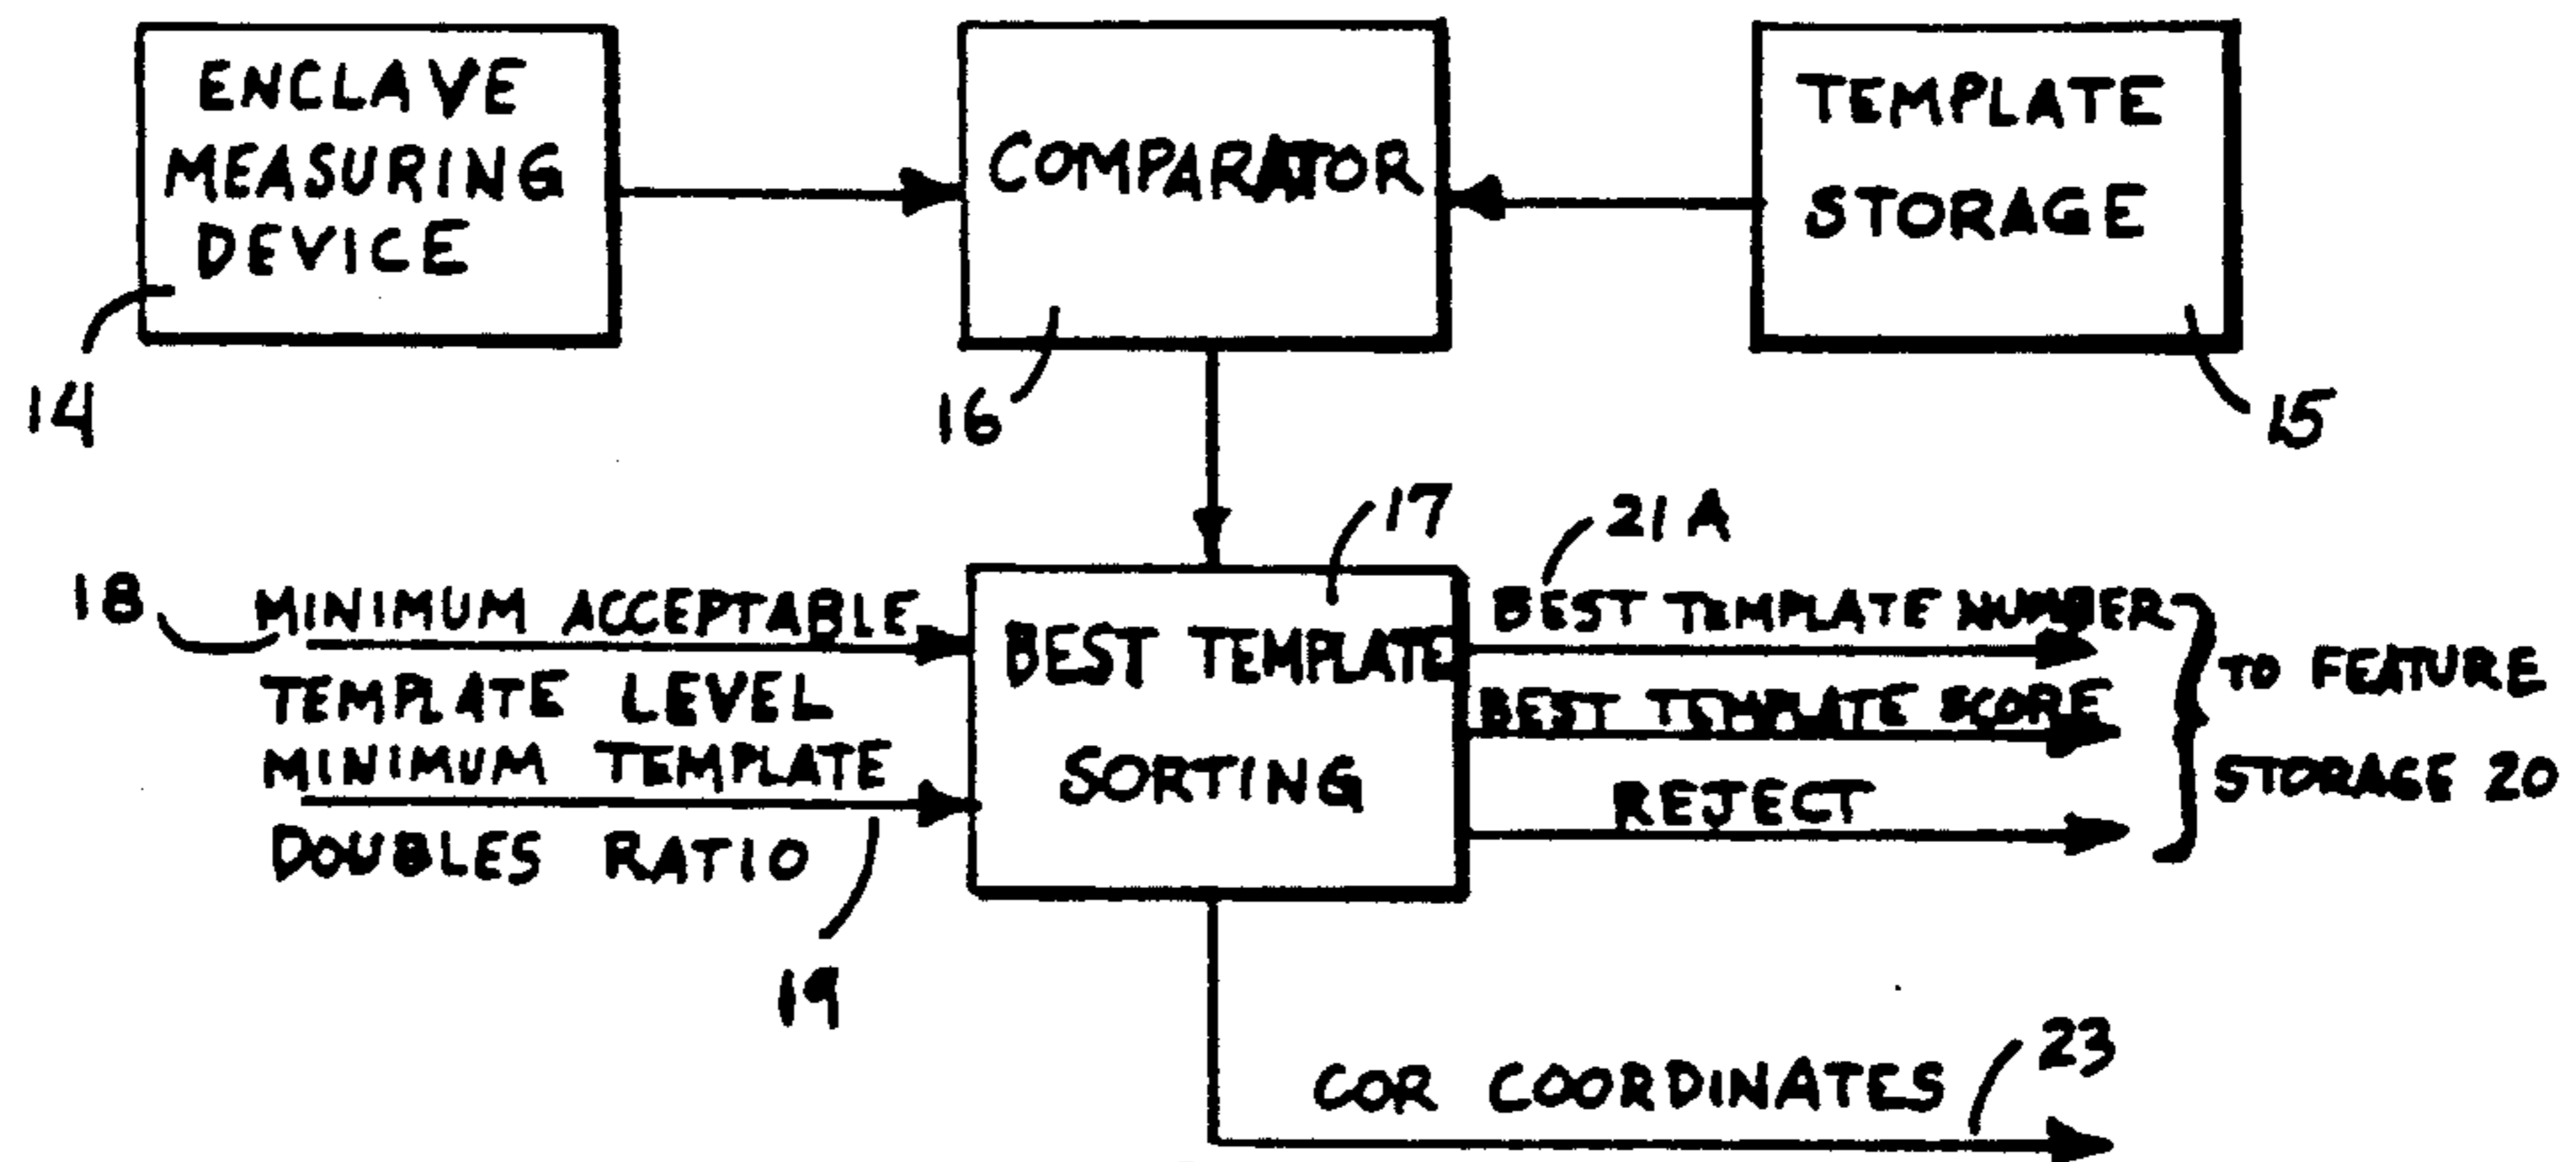 ENCLAVE
MEASURING
DEVICE
COMPARATOR
TEMPLATE
STORAGE
14
16
15
17
21A
18
MINIMUM ACCEPTABLE
TEMPLATE LEVEL
MINIMUM TEMPLATE
DOUBLES RATIO
19
BEST TEMPLATE
SORTING
BEST TEMPLATE NUMBER
BEST TEMPLATE SCORE
REJECT
TO FEATURE
STORAGE 20
COR COORDINATES
23